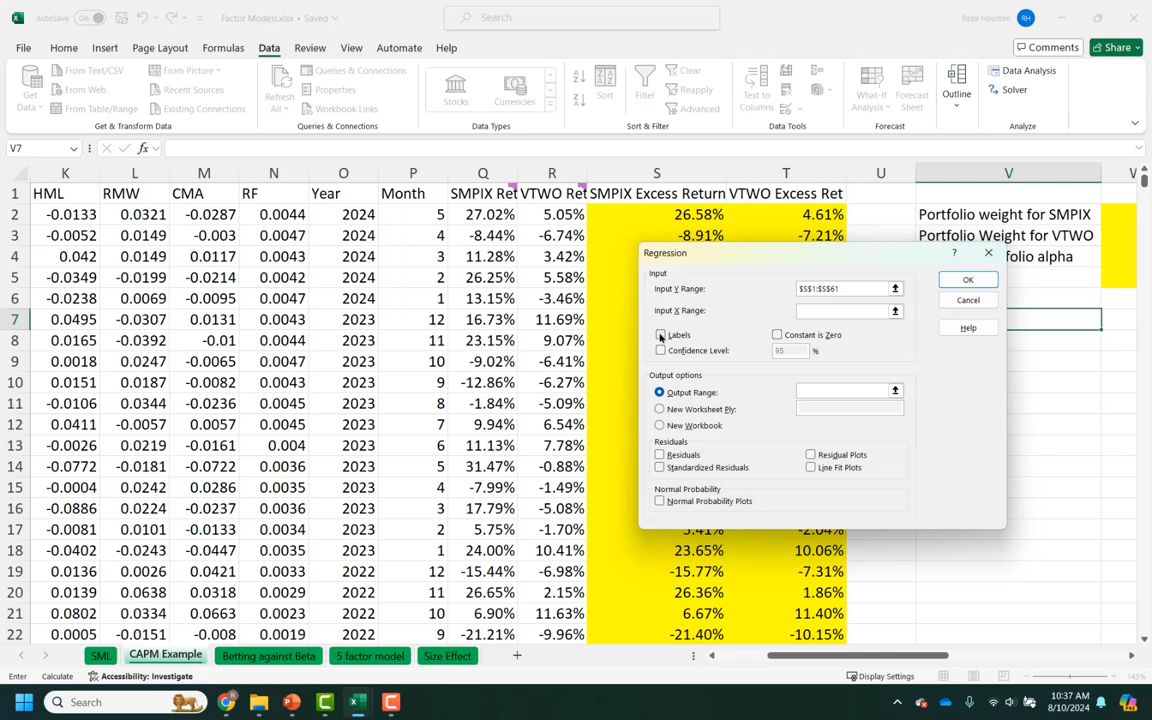 AutoSave Off Factor Models.xlsx • Saved Search Reza Houston RH
File Home Insert Page Layout Formulas Data Review View Automate Help Comments Share
Get Data From Text/CSV From Web From Table/Range From Picture Recent Sources Existing Connections Refresh All Queries & Connections Properties Workbook Links Stocks Currencies Sort Filter Clear Reapply Advanced Text to Columns What-If Analysis Forecast Sheet Outline Data Analysis Solver
Get & Transform Data Queries & Connections Data Types Sort & Filter Data Tools Forecast Analyze
V7 fx
K L M N O P Q R S T U V W
1 HML RMW CMA RF Year Month SMPIX Ret VTWO Ret SMPIX Excess Return VTWO Excess Ret
2 -0.0133 0.0321 -0.0287 0.0044 2024 5 27.02% 5.05% 26.58% 4.61% Portfolio weight for SMPIX
3 -0.0052 0.0149 -0.003 0.0047 2024 4 -8.44% -6.74% -8.91% -7.21% Portfolio Weight for VTWO
4 0.042 0.0149 0.0117 0.0043 2024 3 11.28% 3.42% folio alpha
5 -0.0349 -0.0199 -0.0214 0.0042 2024 2 26.25% 5.58%
6 -0.0238 0.0069 -0.0095 0.0047 2024 1 13.15% -3.46%
7 0.0495 -0.0307 0.0131 0.0043 2023 12 16.73% 11.69%
8 0.0165 -0.0392 -0.01 0.0044 2023 11 23.15% 9.07%
9 0.0018 0.0247 -0.0065 0.0047 2023 10 -9.02% -6.41%
10 0.0151 0.0187 -0.0082 0.0043 2023 9 -12.86% -6.27%
11 -0.0106 0.0344 -0.0236 0.0045 2023 8 -1.84% -5.09%
12 0.0411 -0.0057 0.0057 0.0045 2023 7 9.94% 6.54%
13 -0.0026 0.0219 -0.0161 0.004 2023 6 11.13% 7.78%
14 -0.0772 -0.0181 -0.0722 0.0036 2023 5 31.47% -0.88%
15 -0.0004 0.0242 0.0286 0.0035 2023 4 -7.99% -1.49%
16 -0.0886 0.0224 -0.0238 0.0036 2023 3 17.79% -5.08%
17 -0.0081 0.0101 -0.0133 0.0034 2023 2 5.75% -1.70% 5.41% -2.04%
18 -0.0402 -0.0243 -0.0447 0.0035 2023 1 24.00% 10.41% 23.65% 10.06%
19 0.0136 0.0026 0.0421 0.0033 2022 12 -15.44% -6.98% -15.77% -7.31%
20 0.0139 0.0638 0.0318 0.0029 2022 11 26.65% 2.15% 26.36% 1.86%
21 0.0802 0.0334 0.0663 0.0023 2022 10 6.90% 11.63% 6.67% 11.40%
22 0.0005 -0.0151 -0.008 0.0019 2022 9 -21.21% -9.96% -21.40% -10.15%
Regression ?
Input
Input Y Range: $S$1:$S$61 OK
Input X Range: Cancel
Labels Constant is Zero Help
Confidence Level: 95 %
Output options
Output Range:
New Worksheet Ply:
New Workbook
Residuals
Residuals Residual Plots
Standardized Residuals Line Fit Plots
Normal Probability
Normal Probability Plots
SML CAPM Example Betting against Beta 5 factor model Size Effect
Enter Calculate Accessibility: Investigate Display Settings 145%
Search 10:37 AM
8/10/2024